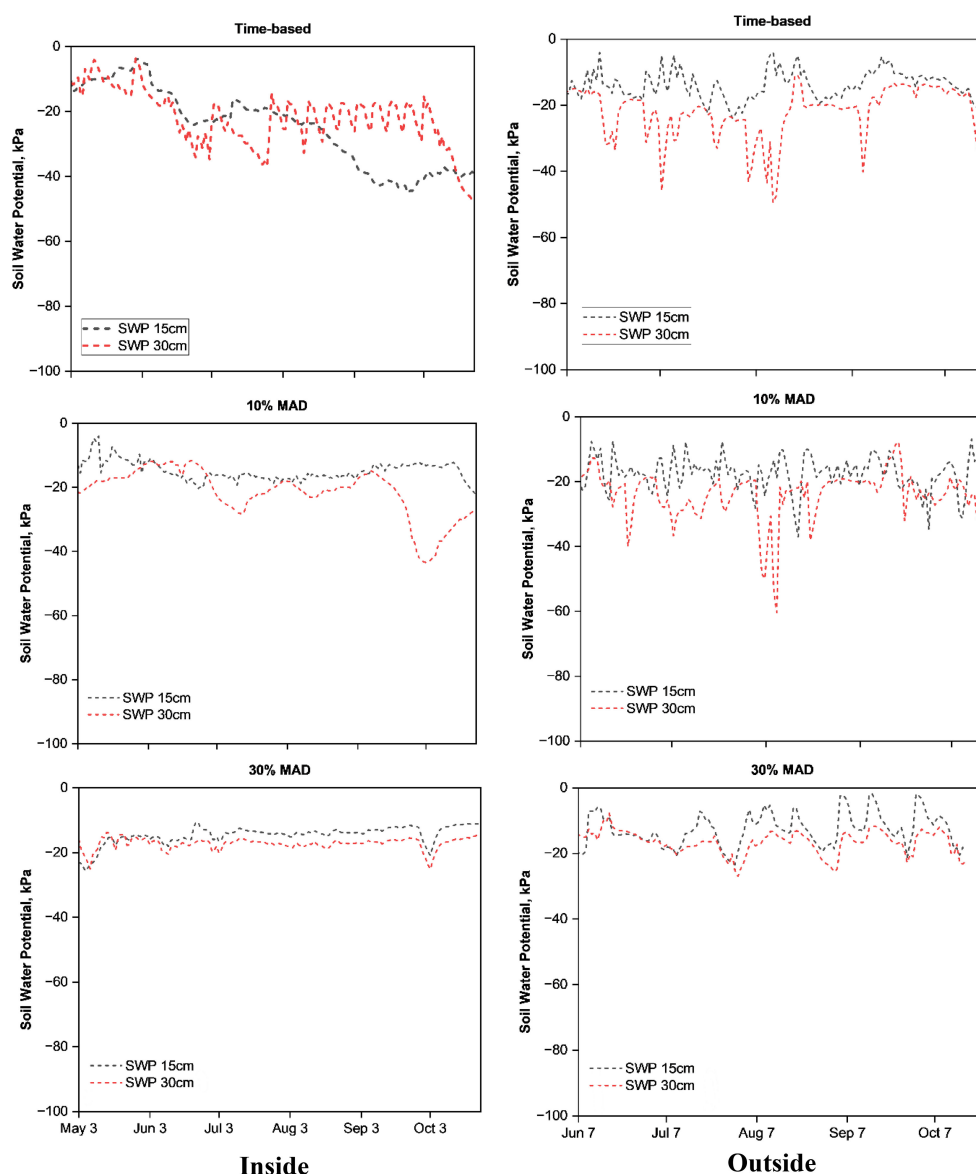 Time-based
0
−20
−40
−60
−80
−100
Soil Water Potential, kPa
SWP 15cm
SWP 30cm
Time-based
0
−20
−40
−60
−80
−100
Soil Water Potential, kPa
SWP 15cm
SWP 30cm
10% MAD
0
−20
−40
−60
−80
−100
Soil Water Potential, kPa
SWP 15cm
SWP 30cm
10% MAD
0
−20
−40
−60
−80
−100
Soil Water Potential, kPa
SWP 15cm
SWP 30cm
30% MAD
0
−20
−40
−60
−80
−100
Soil Water Potential, kPa
SWP 15cm
SWP 30cm
May 3 Jun 3 Jul 3 Aug 3 Sep 3 Oct 3
Inside
30% MAD
0
−20
−40
−60
−80
−100
Soil Water Potential, kPa
SWP 15cm
SWP 30cm
Jun 7 Jul 7 Aug 7 Sep 7 Oct 7
Outside